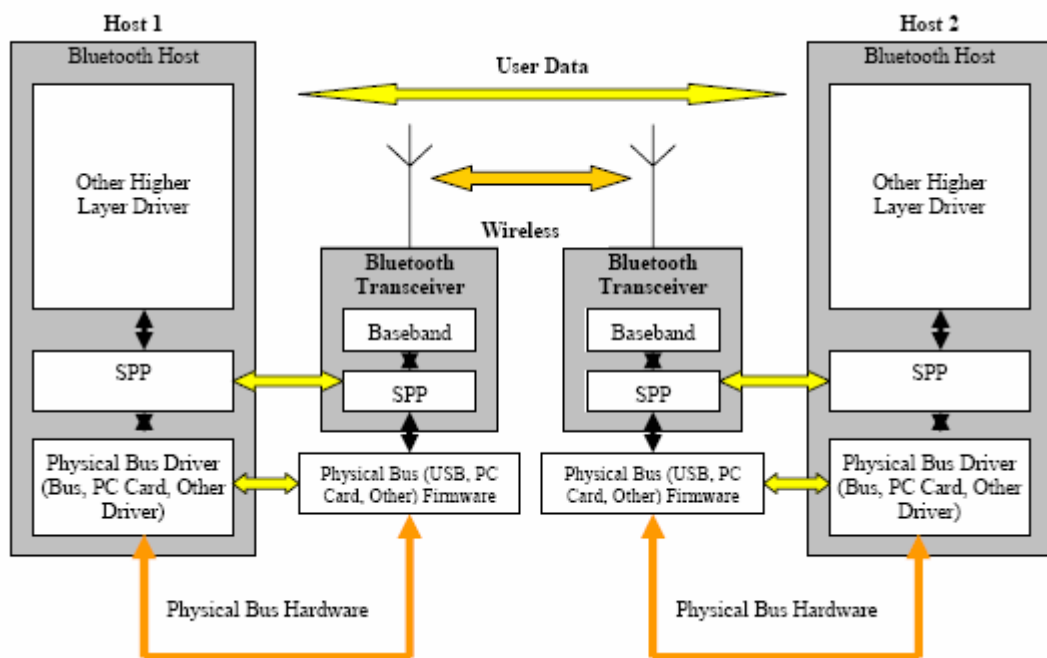 Host 1
Host 2
Bluetooth Host
Bluetooth Host
User Data
Other Higher
Layer Driver
Other Higher
Layer Driver
Wireless
Bluetooth
Transceiver
Bluetooth
Transceiver
Baseband
Baseband
SPP
SPP
SPP
SPP
Physical Bus Driver
(Bus, PC Card, Other
Driver)
Physical Bus (USB, PC
Card, Other) Firmware
Physical Bus (USB, PC
Card, Other) Firmware
Physical Bus Driver
(Bus, PC Card, Other
Driver)
Physical Bus Hardware
Physical Bus Hardware